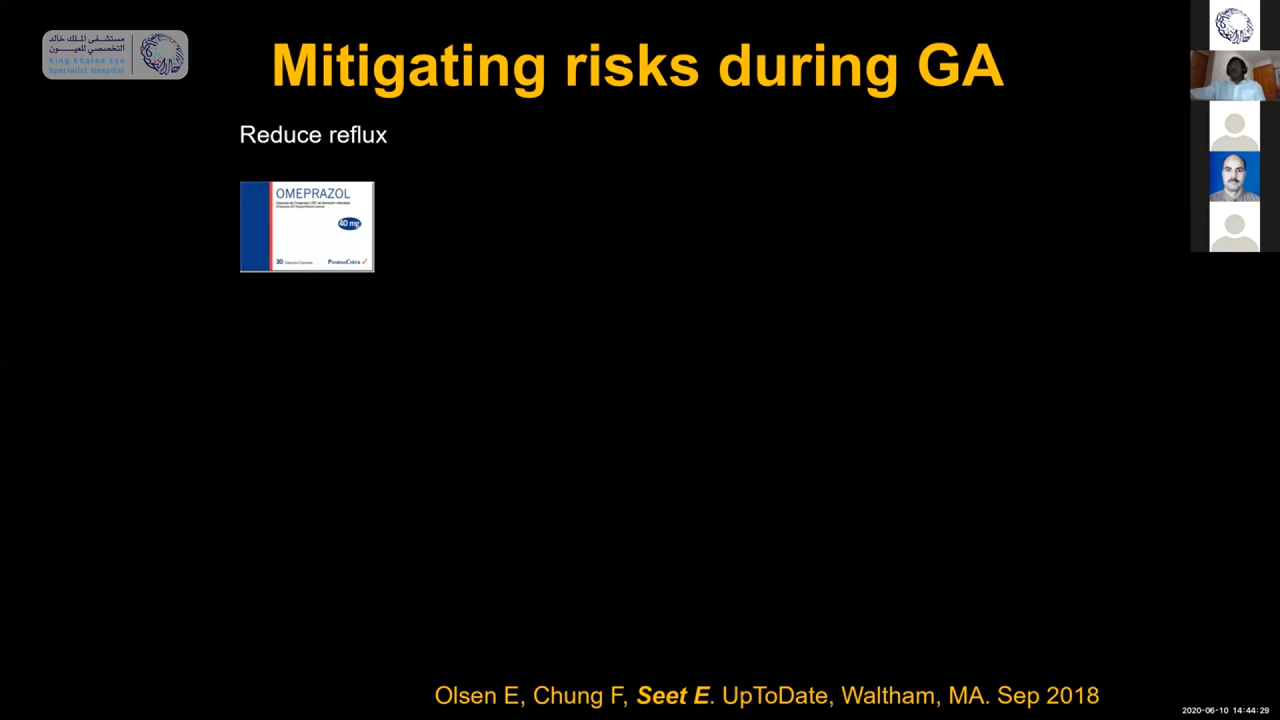 مستشفى الملك خالد
التخصصي للعيون
King Khaled Eye
Specialist Hospital
Mitigating risks during GA
Reduce reflux
OMEPRAZOL
40 mg
30
PHARMACHECK
Olsen E, Chung F, Seet E. UpToDate, Waltham, MA. Sep 2018
2020-06-10 14:44:29